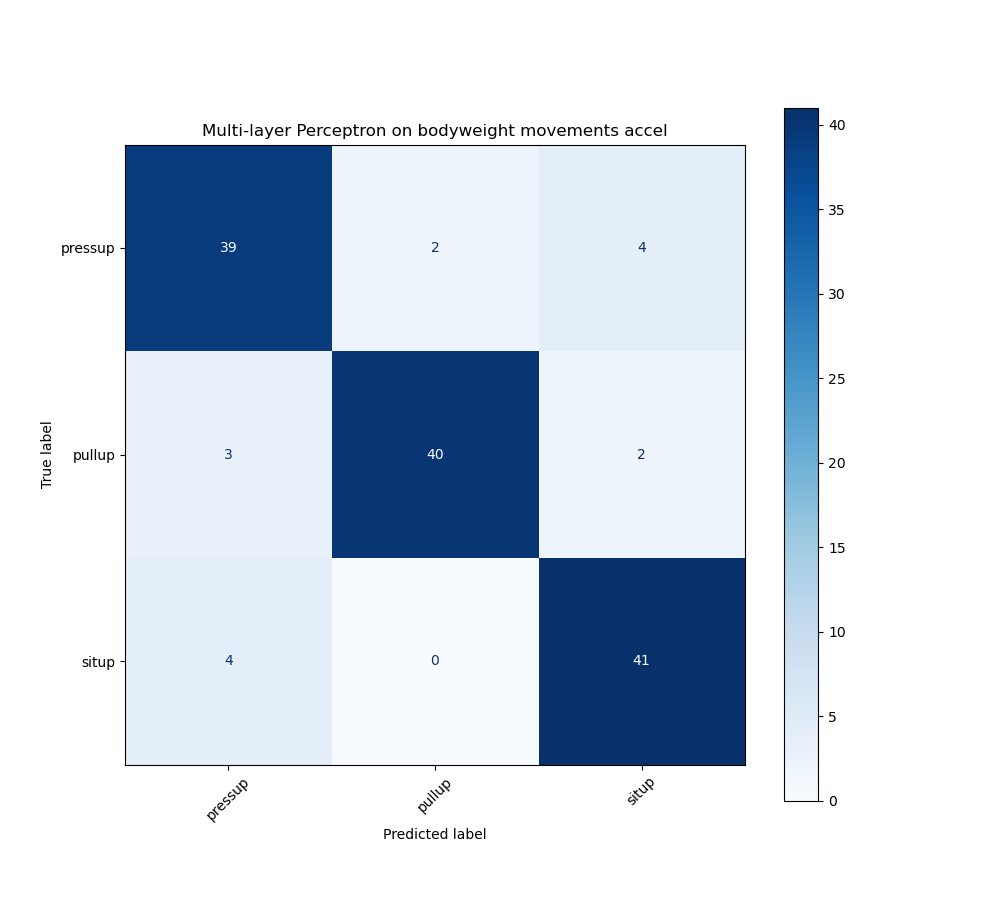 Multi-layer Perceptron on bodyweight movements accel
pressup
39
2
4
pullup
3
40
2
situp
4
0
41
pressup
pullup
situp
Predicted label
True label
40
35
30
25
20
15
10
5
0